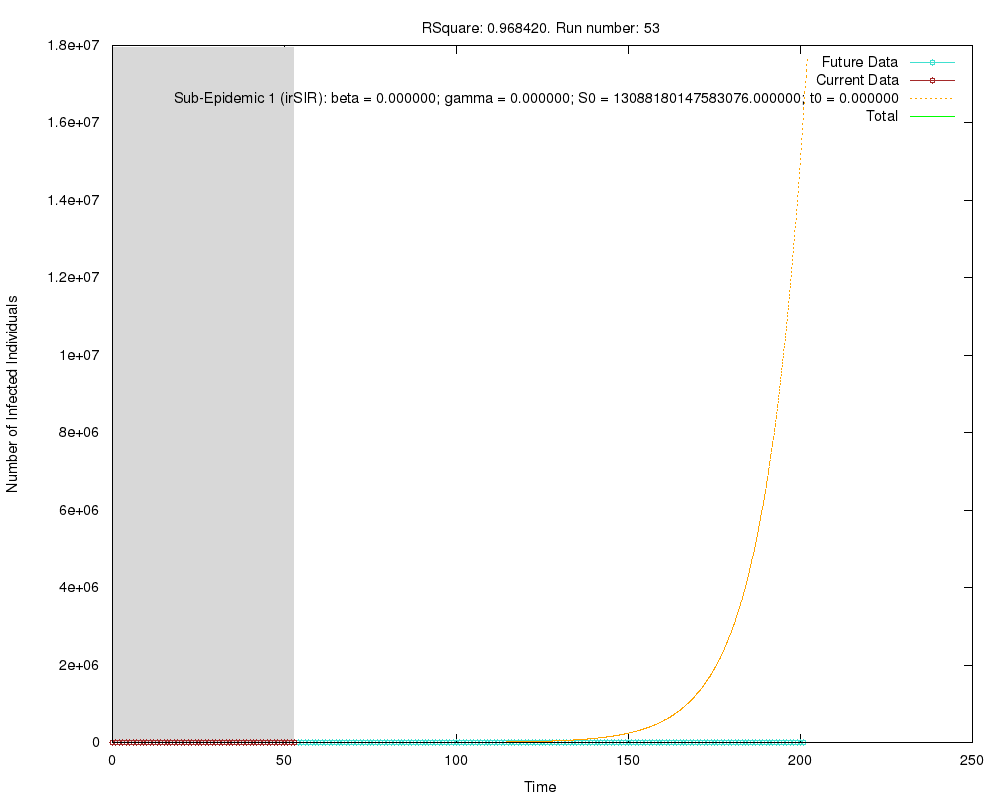 RSquare: 0.968420. Run number: 53
1.8e+07
1.6e+07
1.4e+07
1.2e+07
1e+07
8e+06
6e+06
4e+06
2e+06
0
Number of Infected Individuals
Future Data
Current Data
Sub-Epidemic 1 (irSIR): beta = 0.000000; gamma = 0.000000; S0 = 13088180147583076.000000; t0 = 0.000000
Total
0 50 100 150 200 250
Time